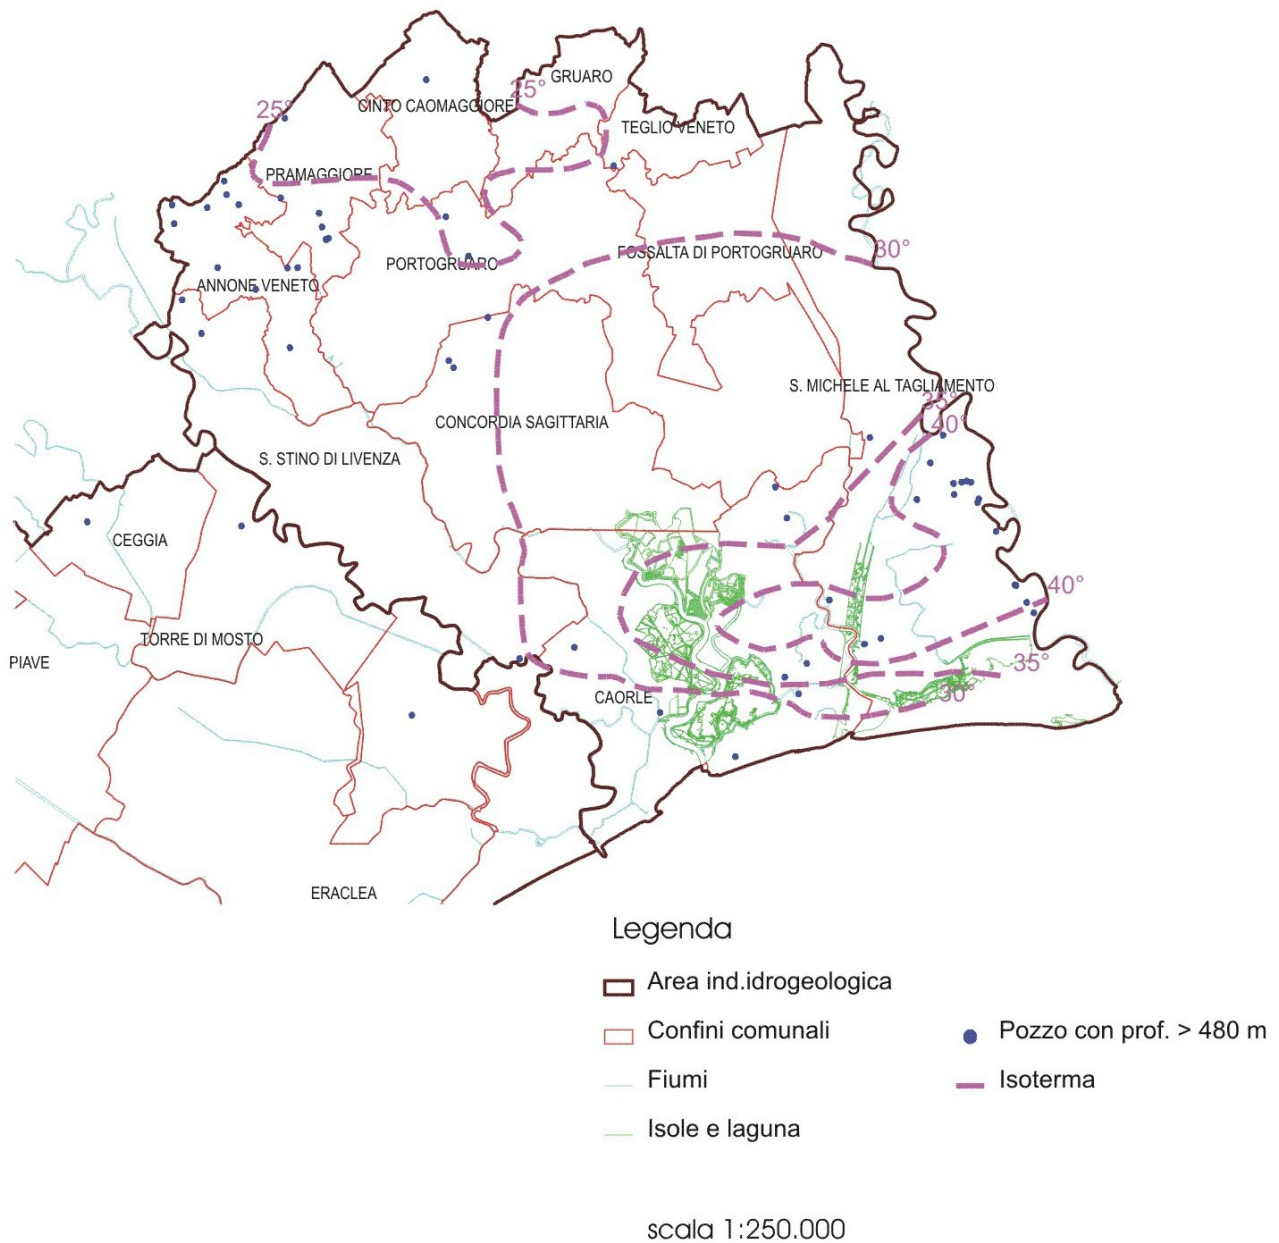 GRUARO
25°
CINTO CAOMAGGIORE
25°
TEGLIO VENETO
PRAMAGGIORE
30°
FOSSALTA DI PORTOGRUARO
PORTOGRUARO
ANNONE VENETO
S. MICHELE AL TAGLIAMENTO
35°
40°
CONCORDIA SAGITTARIA
S. STINO DI LIVENZA
CEGGIA
40°
TORRE DI MOSTO
PIAVE
35°
30°
CAORLE
ERACLEA
Legenda
Area ind.idrogeologica
Confini comunali
Pozzo con prof. > 480 m
Fiumi
Isoterma
Isole e laguna
scala 1:250.000